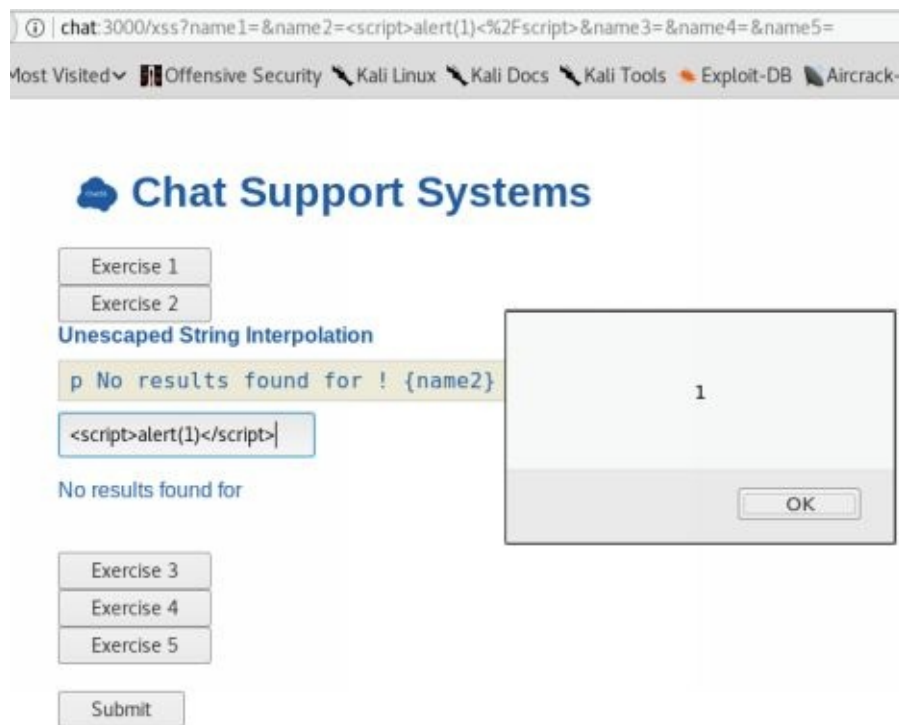 chat:3000/xss?name1=&name2=<script>alert(1)<%2Fscript>&name3=&name4=&name5=
Most Visited Offensive Security Kali Linux Kali Docs Kali Tools Exploit-DB Aircrack-
Chat Support Systems
Exercise 1
Exercise 2
Unescaped String Interpolation
p No results found for ! {name2}
1
<script>alert(1)</script>
No results found for
OK
Exercise 3
Exercise 4
Exercise 5
Submit